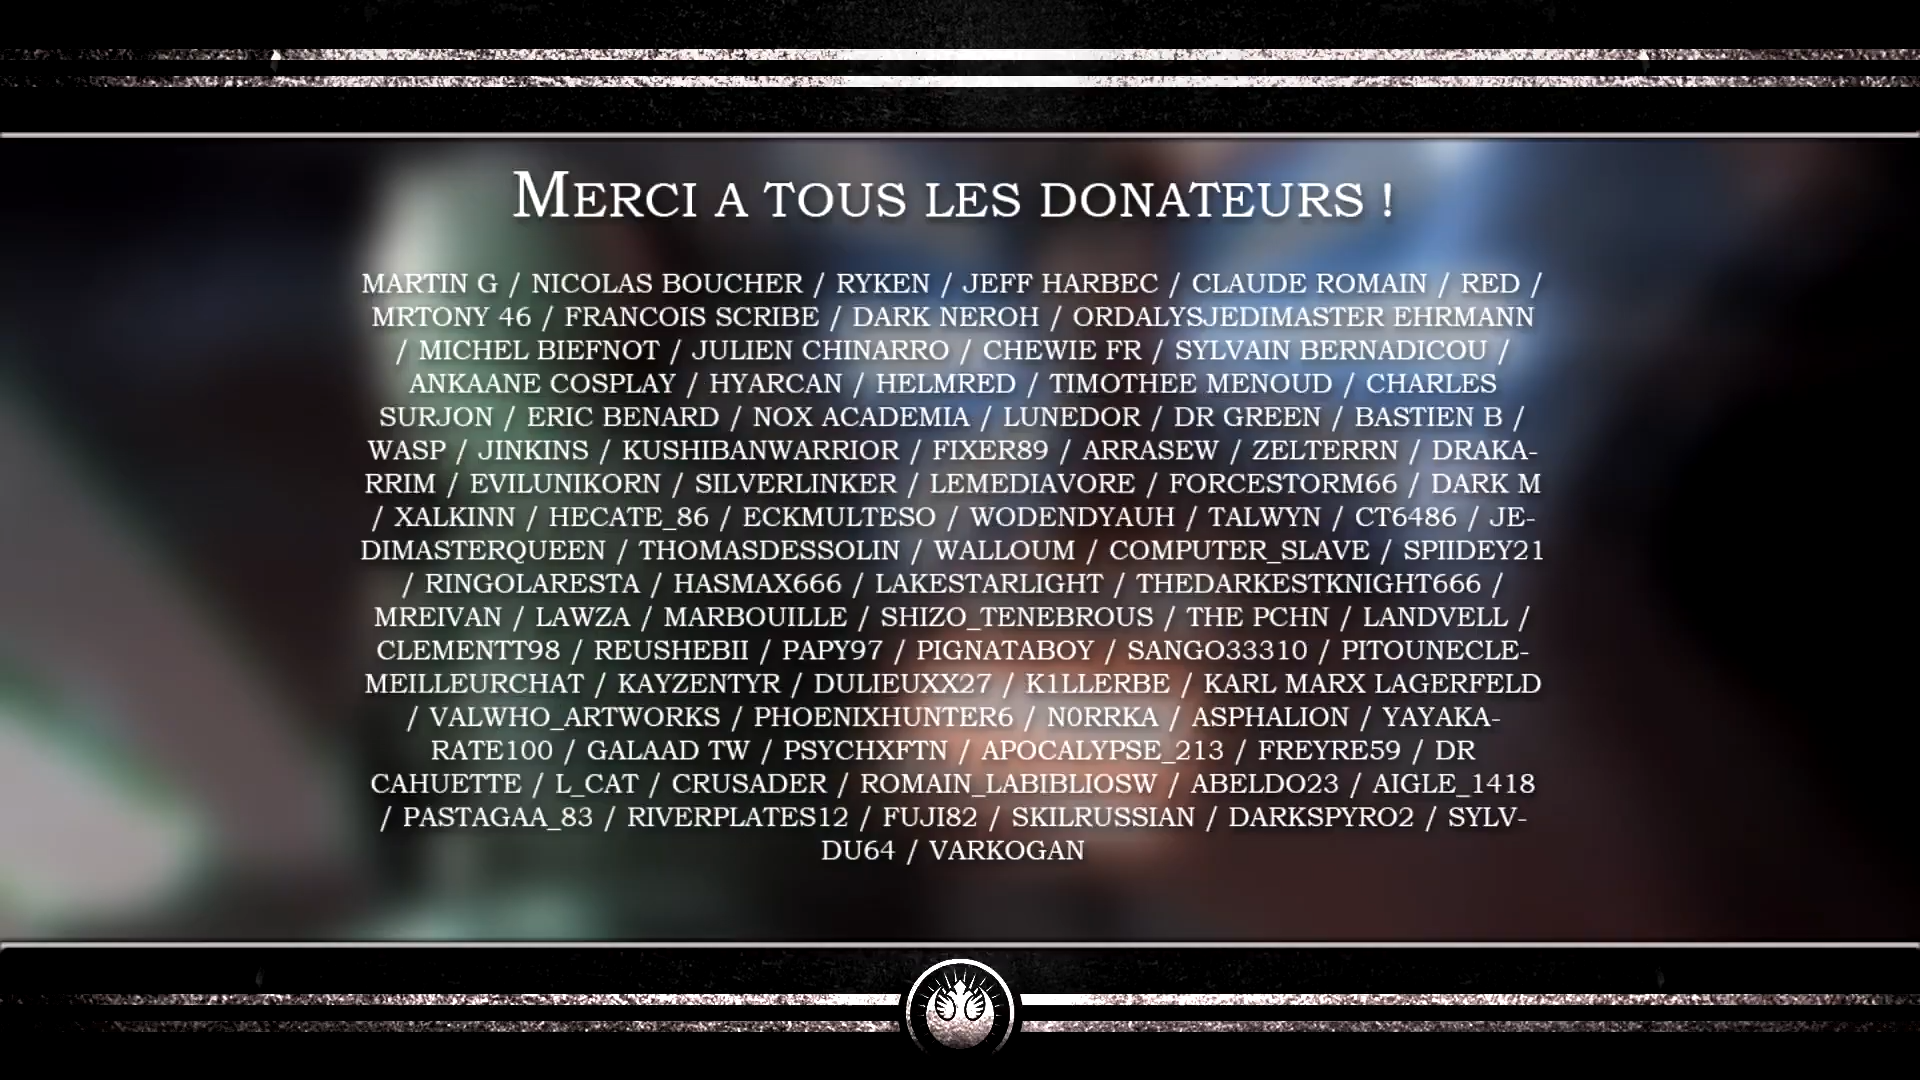 MERCI A TOUS LES DONATEURS !
MARTIN G / NICOLAS BOUCHER / RYKEN / JEFF HARBEC / CLAUDE ROMAIN / RED /
MRTONY 46 / FRANCOIS SCRIBE / DARK NEROH / ORDALYSJEDIMASTER EHRMANN
/ MICHEL BIEFNOT / JULIEN CHINARRO / CHEWIE FR / SYLVAIN BERNADICOU /
ANKAANE COSPLAY / HYARCAN / HELMRED / TIMOTHEE MENOUD / CHARLES
SURJON / ERIC BENARD / NOX ACADEMIA / LUNEDOR / DR GREEN / BASTIEN B /
WASP / JINKINS / KUSHIBANWARRIOR / FIXER89 / ARRASEW / ZELTERRN / DRAKA-
RRIM / EVILUNIKORN / SILVERLINKER / LEMEDIAVORE / FORCESTORM66 / DARK M
/ XALKINN / HECATE_86 / ECKMULTESO / WODENDYAUH / TALWYN / CT6486 / JE-
DIMASTERQUEEN / THOMASDESSOLIN / WALLOUM / COMPUTER_SLAVE / SPIIDEY21
/ RINGOLARESTA / HASMAX666 / LAKESTARLIGHT / THEDARKESTKNIGHT666 /
MREIVAN / LAWZA / MARBOUILLE / SHIZO_TENEBROUS / THE PCHN / LANDVELL /
CLEMENTT98 / REUSHEBII / PAPY97 / PIGNATABOY / SANGO33310 / PITOUNECLE-
MEILLEURCHAT / KAYZENTYR / DULIEUXX27 / K1LLERBE / KARL MARX LAGERFELD
/ VALWHO_ARTWORKS / PHOENIXHUNTER6 / N0RRKA / ASPHALION / YAYAKA-
RATE100 / GALAAD TW / PSYCHXFTN / APOCALYPSE_213 / FREYRE59 / DR
CAHUETTE / L_CAT / CRUSADER / ROMAIN_LABIBLIOSW / ABELDO23 / AIGLE_1418
/ PASTAGAA_83 / RIVERPLATES12 / FUJI82 / SKILRUSSIAN / DARKSPYRO2 / SYLV-
DU64 / VARKOGAN